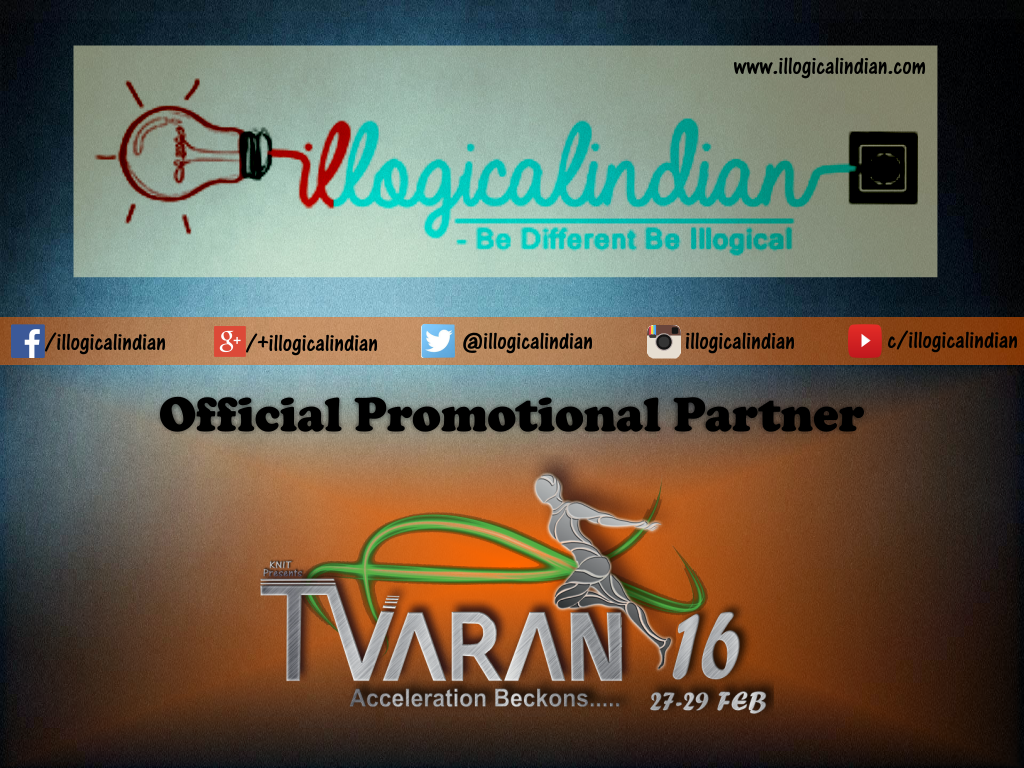 www.illogicalindian.com
illogicalindian
- Be Different Be Illogical
/illogicalindian /+illogicalindian @illogicalindian illogicalindian c/illogicalindian
Official Promotional Partner
KNIT
Presents
TVARAN 16
Acceleration Beckons..... 27-29 FEB